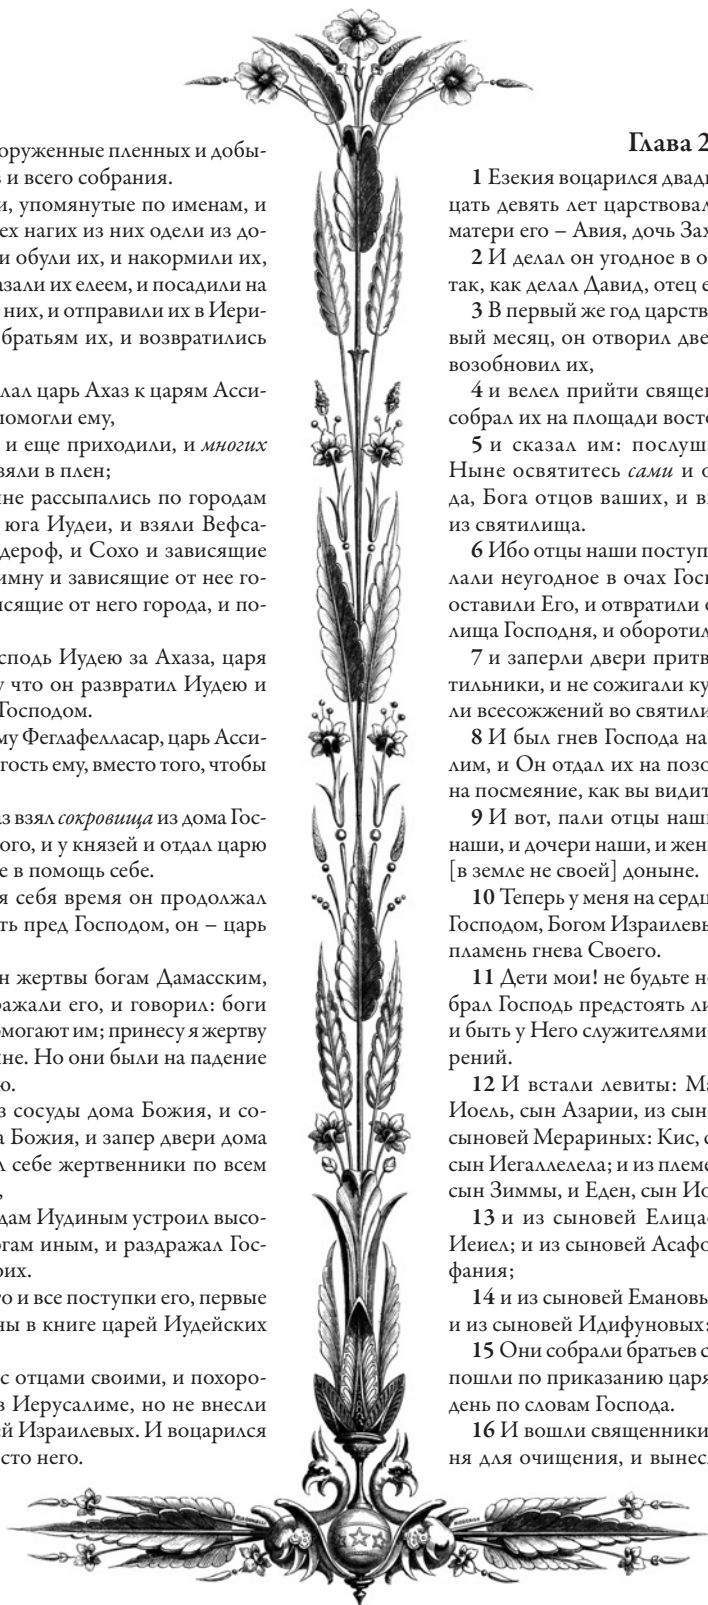 оруженные пленных и добы-
и всего собрания.
и, упомянутые по именам, и
ех нагих из них одели из до-
и обули их, и накормили их,
азали их елеем, и посадили на
них, и отправили их в Иери-
братьям их, и возвратились
лал царь Ахаз к царям Асси-
помогли ему,
и еще приходили, и многих
взяли в плен;
не рассыпались по городам
юга Иудеи, и взяли Вефса-
дероф, и Сохо и зависящие
имну и зависящие от нее го-
исящие от него города, и по-
сподь Иудею за Ахаза, царя
у что он развратил Иудею и
Господом.
му Феглафелласар, царь Асси-
гость ему, вместо того, чтобы
аз взял сокровища из дома Гос-
ого, и у князей и отдал царю
е в помощь себе.
я себя время он продолжал
ть пред Господом, он – царь
н жертвы богам Дамасским,
ражали его, и говорил: боги
омогают им; принесу я жертву
не. Но они были на падение
ю.
з сосуды дома Божия, и со-
а Божия, и запер двери дома
л себе жертвенники по всем
,
дам Иудиным устроил высо-
огам иным, и раздражал Гос-
оих.
го и все поступки его, первые
ны в книге царей Иудейских
с отцами своими, и похоро-
в Иерусалиме, но не внесли
ей Израилевых. И воцарился
сто него.
Глава 2
1 Езекия воцарился двадц
цать девять лет царствовал
матери его – Авия, дочь Зах
2 И делал он угодное в о
так, как делал Давид, отец е
3 В первый же год царств
вый месяц, он отворил две
возобновил их,
4 и велел прийти священ
собрал их на площади восто
5 и сказал им: послуш
Ныне освятитесь сами и о
да, Бога отцов ваших, и в
из святилища.
6 Ибо отцы наши поступ
лали неугодное в очах Госп
оставили Его, и отвратили
лища Господня, и оборотил
7 и заперли двери притв
тильники, и не сожигали ку
ли всесожжений во святили
8 И был гнев Господа на
лим, и Он отдал их на позо
на посмеяние, как вы видит
9 И вот, пали отцы наши
наши, и дочери наши, и жен
[в земле не своей] доныне.
10 Теперь у меня на сердц
Господом, Богом Израилевы
пламень гнева Своего.
11 Дети мои! не будьте не
брал Господь предстоять ли
и быть у Него служителями
рений.
12 И встали левиты: Ма
Иоель, сын Азарии, из сыно
сыновей Мерариных: Кис, с
сын Иегаллелела; и из племе
сын Зиммы, и Еден, сын Ио
13 и из сыновей Елица
Иеиел; и из сыновей Асафо
фания;
14 и из сыновей Емановы
и из сыновей Идифуновых:
15 Они собрали братьев с
пошли по приказанию царя
день по словам Господа.
16 И вошли священники
ня для очищения, и вынес